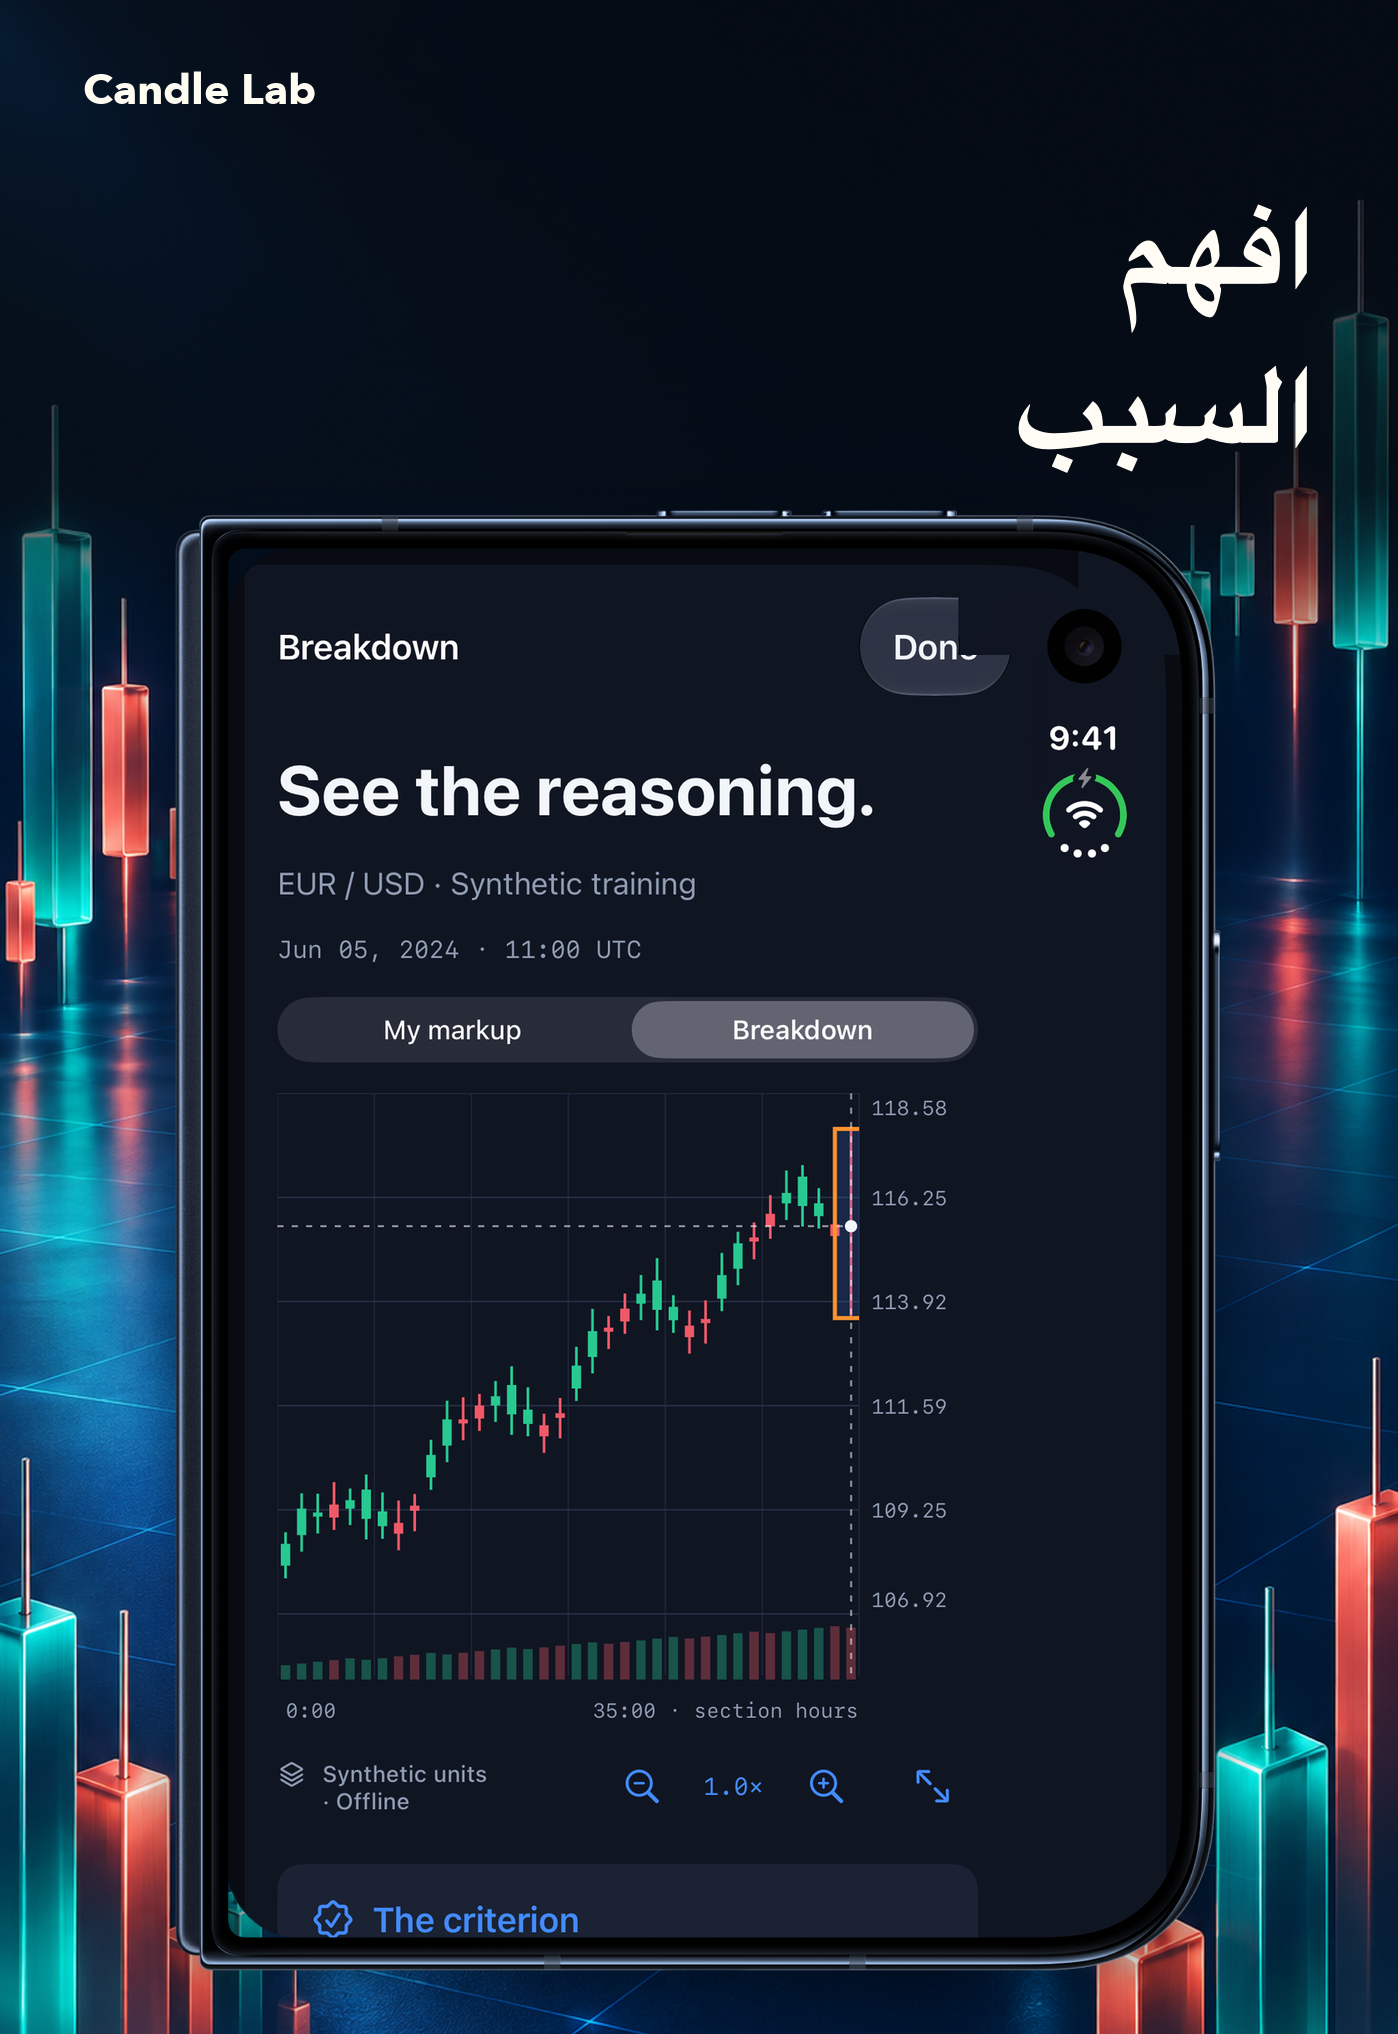 Candle Lab
افهم
السبب
Breakdown
Done
9:41
See the reasoning.
EUR / USD · Synthetic training
Jun 05, 2024 · 11:00 UTC
My markup
Breakdown
118.58
116.25
113.92
111.59
109.25
106.92
0:00
35:00 · section hours
Synthetic units
· Offline
1.0×
The criterion